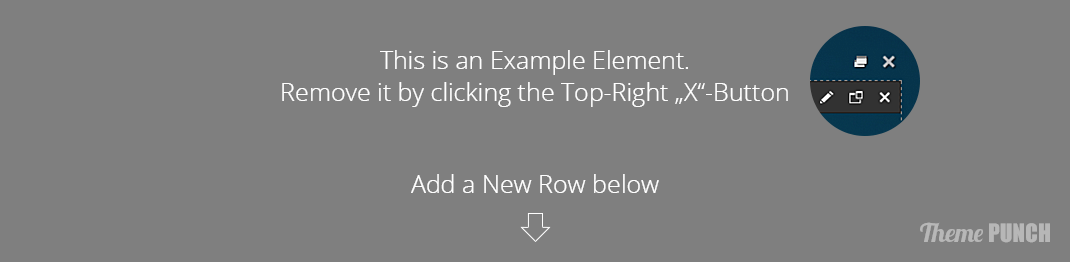 This is an Example Element.
Remove it by clicking the Top-Right „X“-Button
Add a New Row below
Theme PUNCH